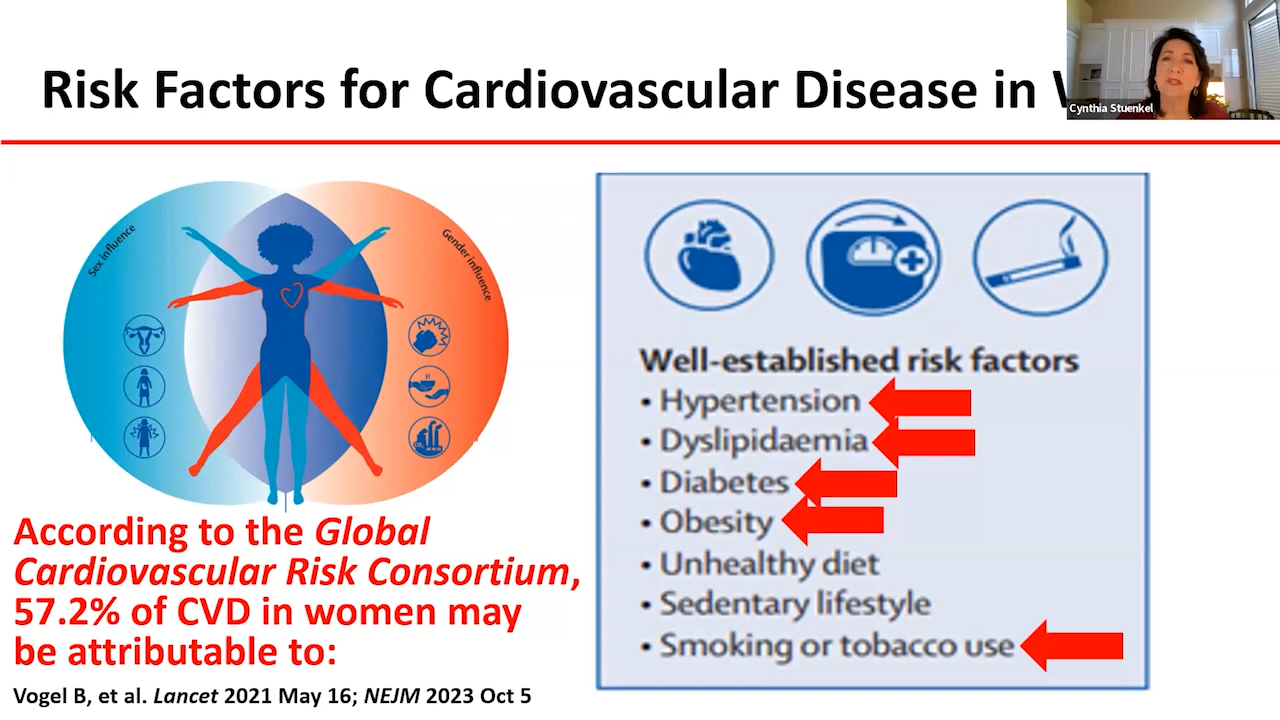 Risk Factors for Cardiovascular Disease in
Cynthia Stuenkel
Sex influence
Gender influence
Well-established risk factors
• Hypertension
• Dyslipidaemia
• Diabetes
• Obesity
• Unhealthy diet
• Sedentary lifestyle
• Smoking or tobacco use
According to the Global
Cardiovascular Risk Consortium,
57.2% of CVD in women may
be attributable to:
Vogel B, et al. Lancet 2021 May 16; NEJM 2023 Oct 5